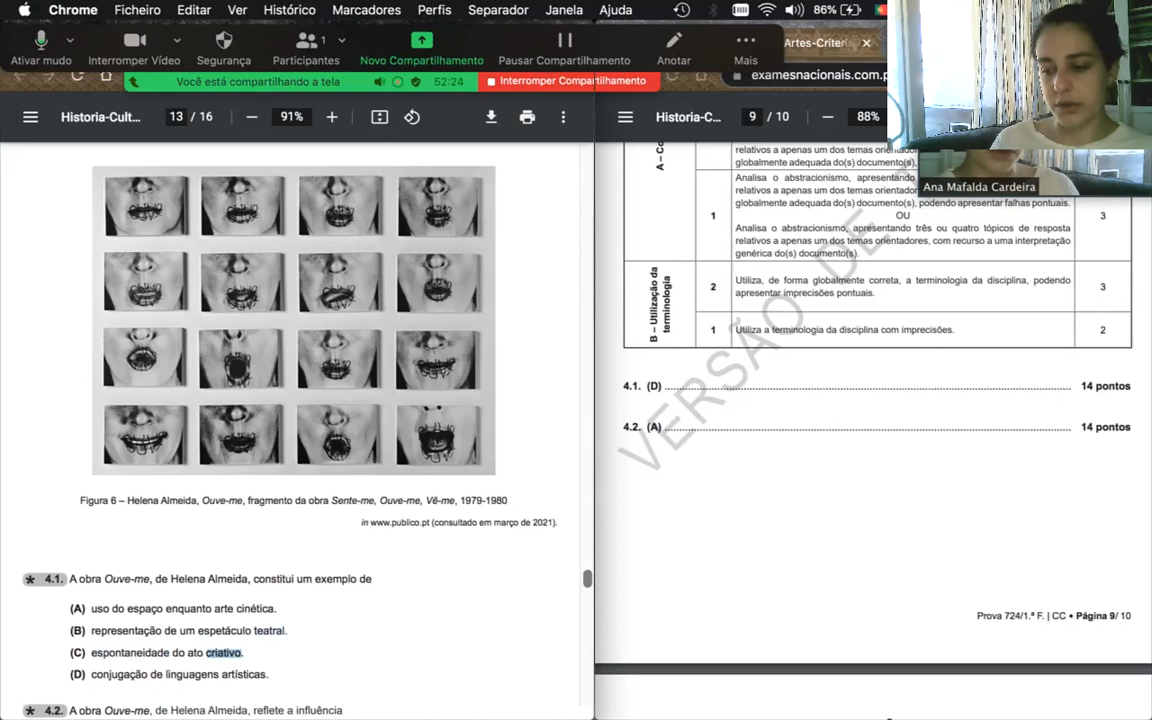 Chrome Ficheiro Editar Ver Histórico Marcadores Perfis Separador Janela Ajuda 86%
Ativar mudo Interromper Vídeo Segurança Participantes 1 Novo Compartilhamento Pausar Compartilhamento Anotar Mais
Artes-Criteri
Você está compartilhando a tela 52:24 Interromper Compartilhamento
examesnacionais.com.p
Historia-Cult... 13 / 16 91%
Historia-C... 9 / 10 88%
Ana Mafalda Cardeira
A – Co
relativos a apenas um dos temas orientador
globalmente adequada do(s) documento(s),
1
Analisa o abstracionismo, apresentando
relativos a apenas um dos temas orientador
globalmente adequada do(s) documento(s), podendo apresentar falhas pontuais.
OU
Analisa o abstracionismo, apresentando três ou quatro tópicos de resposta
relativos a apenas um dos temas orientadores, com recurso a uma interpretação
genérica do(s) documento(s).
3
B – Utilização da
terminologia
2
Utiliza, de forma globalmente correta, a terminologia da disciplina, podendo
apresentar imprecisões pontuais.
3
1 Utiliza a terminologia da disciplina com imprecisões. 2
4.1. (D) ........ 14 pontos
4.2. (A) ........ 14 pontos
VERSÃO DE
Prova 724/1.ª F. | CC • Página 9/ 10
Figura 6 – Helena Almeida, Ouve-me, fragmento da obra Sente-me, Ouve-me, Vê-me, 1979-1980
in www.publico.pt (consultado em março de 2021).
* 4.1. A obra Ouve-me, de Helena Almeida, constitui um exemplo de
(A) uso do espaço enquanto arte cinética.
(B) representação de um espetáculo teatral.
(C) espontaneidade do ato criativo.
(D) conjugação de linguagens artísticas.
* 4.2. A obra Ouve-me, de Helena Almeida, reflete a influência